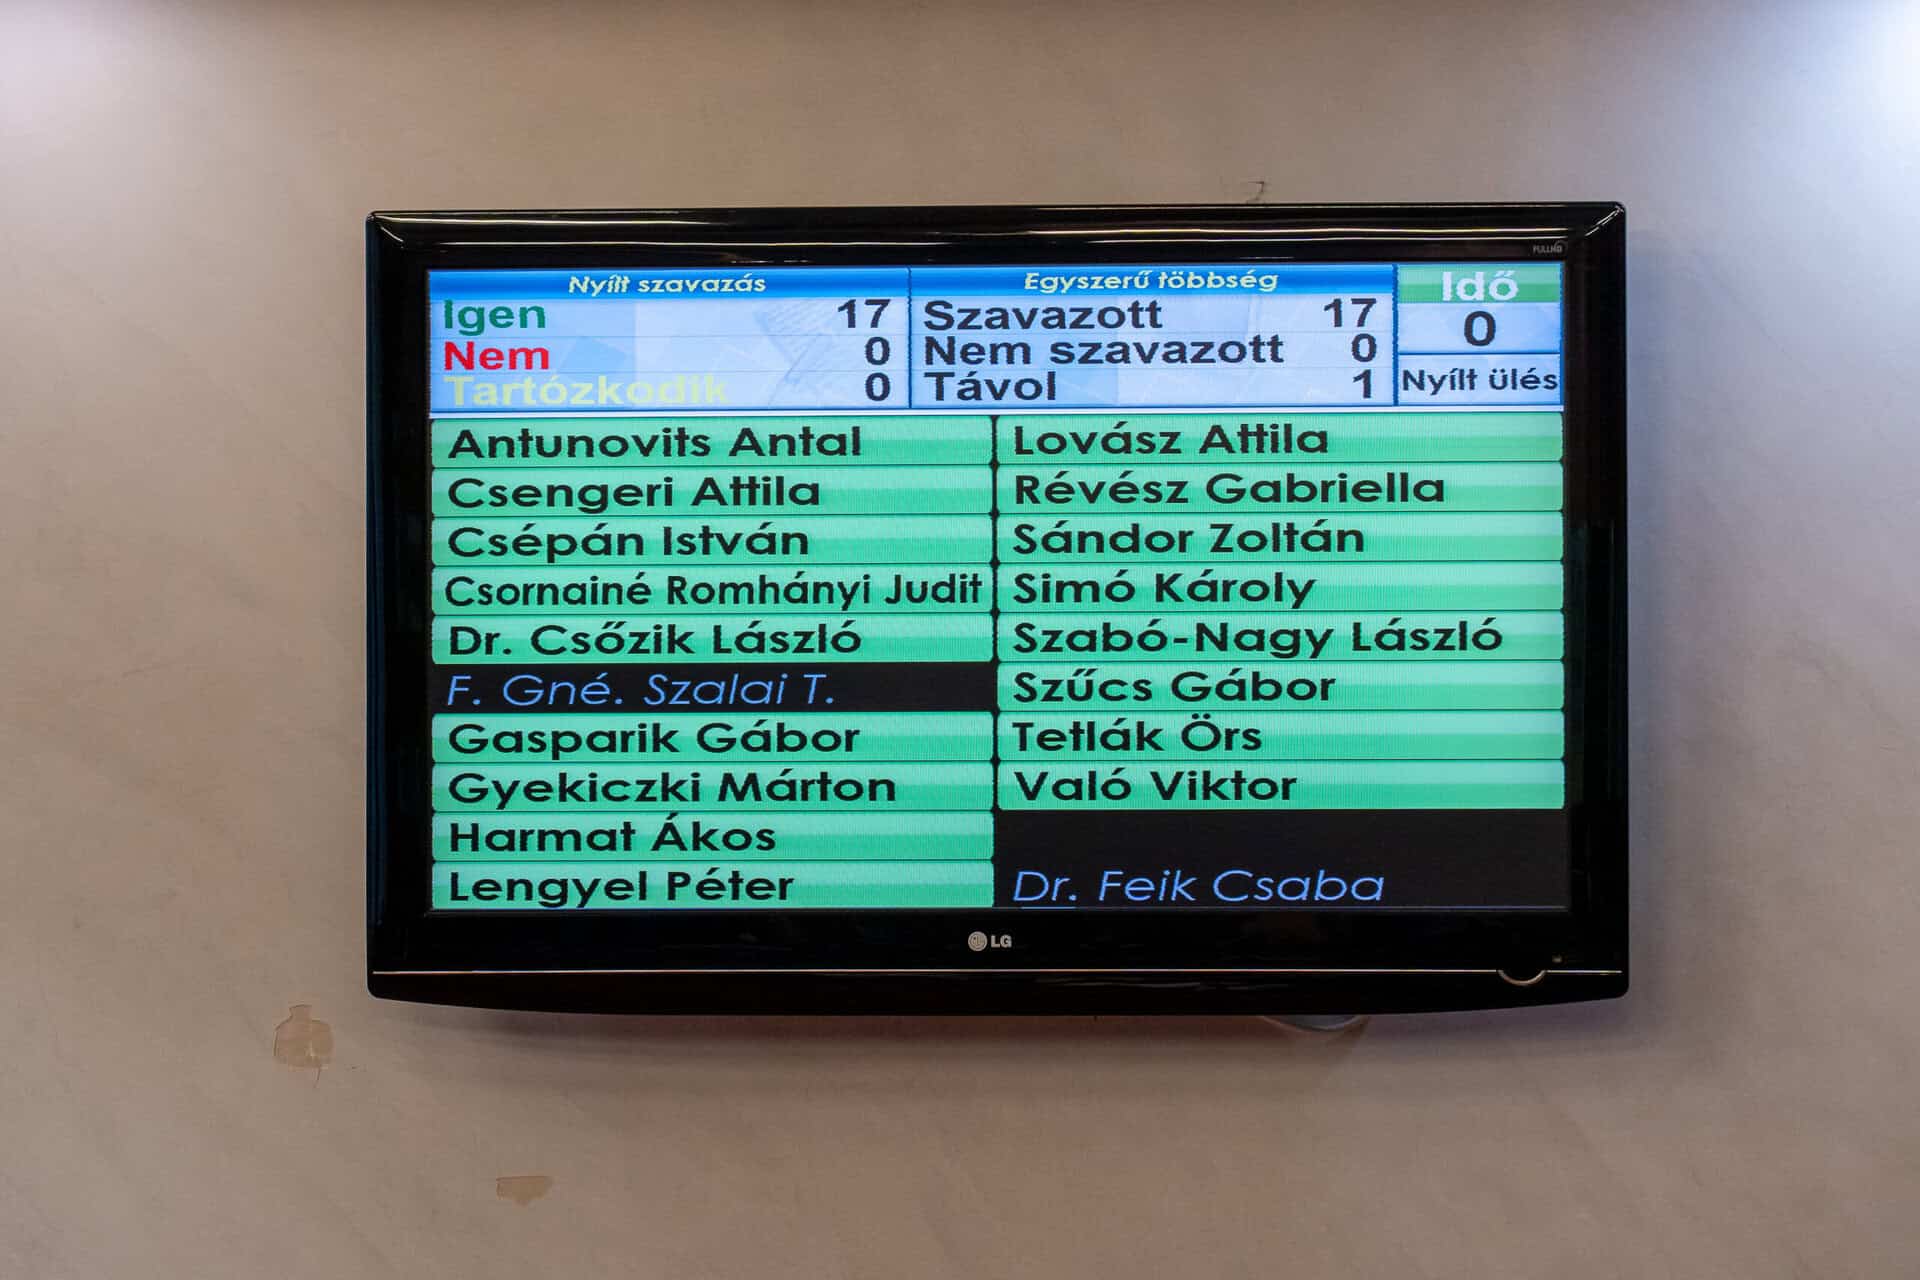 FULLHD
Nyílt szavazás
Igen 17
Nem 0
Tartózkodik 0
Egyszerű többség
Szavazott 17
Nem szavazott 0
Távol 1
Idő
0
Nyílt ülés
Antunovits Antal
Csengeri Attila
Csépán István
Csornainé Romhányi Judit
Dr. Csőzik László
F. Gné. Szalai T.
Gasparik Gábor
Gyekiczki Márton
Harmat Ákos
Lengyel Péter
Lovász Attila
Révész Gabriella
Sándor Zoltán
Simó Károly
Szabó-Nagy László
Szűcs Gábor
Tetlák Örs
Való Viktor
Dr. Feik Csaba
LG